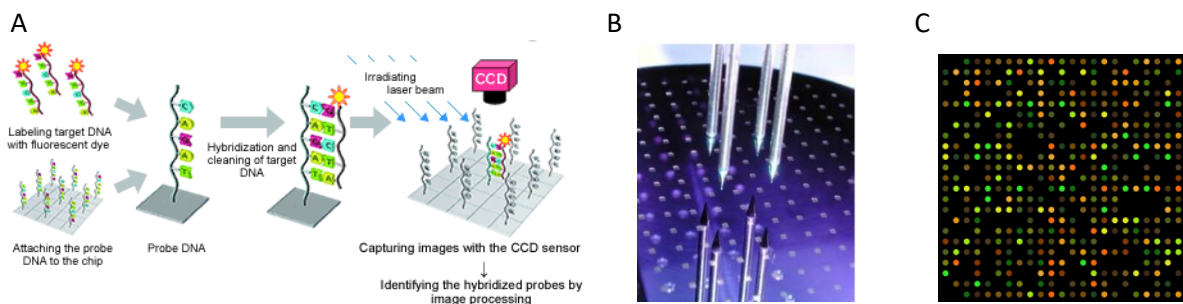 A
B
C
Irradiating
laser beam
CCD
Labeling target DNA
with fluorescent dye
Hybridization and
cleaning of target
DNA
Attaching the probe
DNA to the chip
Probe DNA
Capturing images with the CCD sensor
Identifying the hybridized probes by
image processing
C
A
A
T
C
A
T
C
A
T
T
A